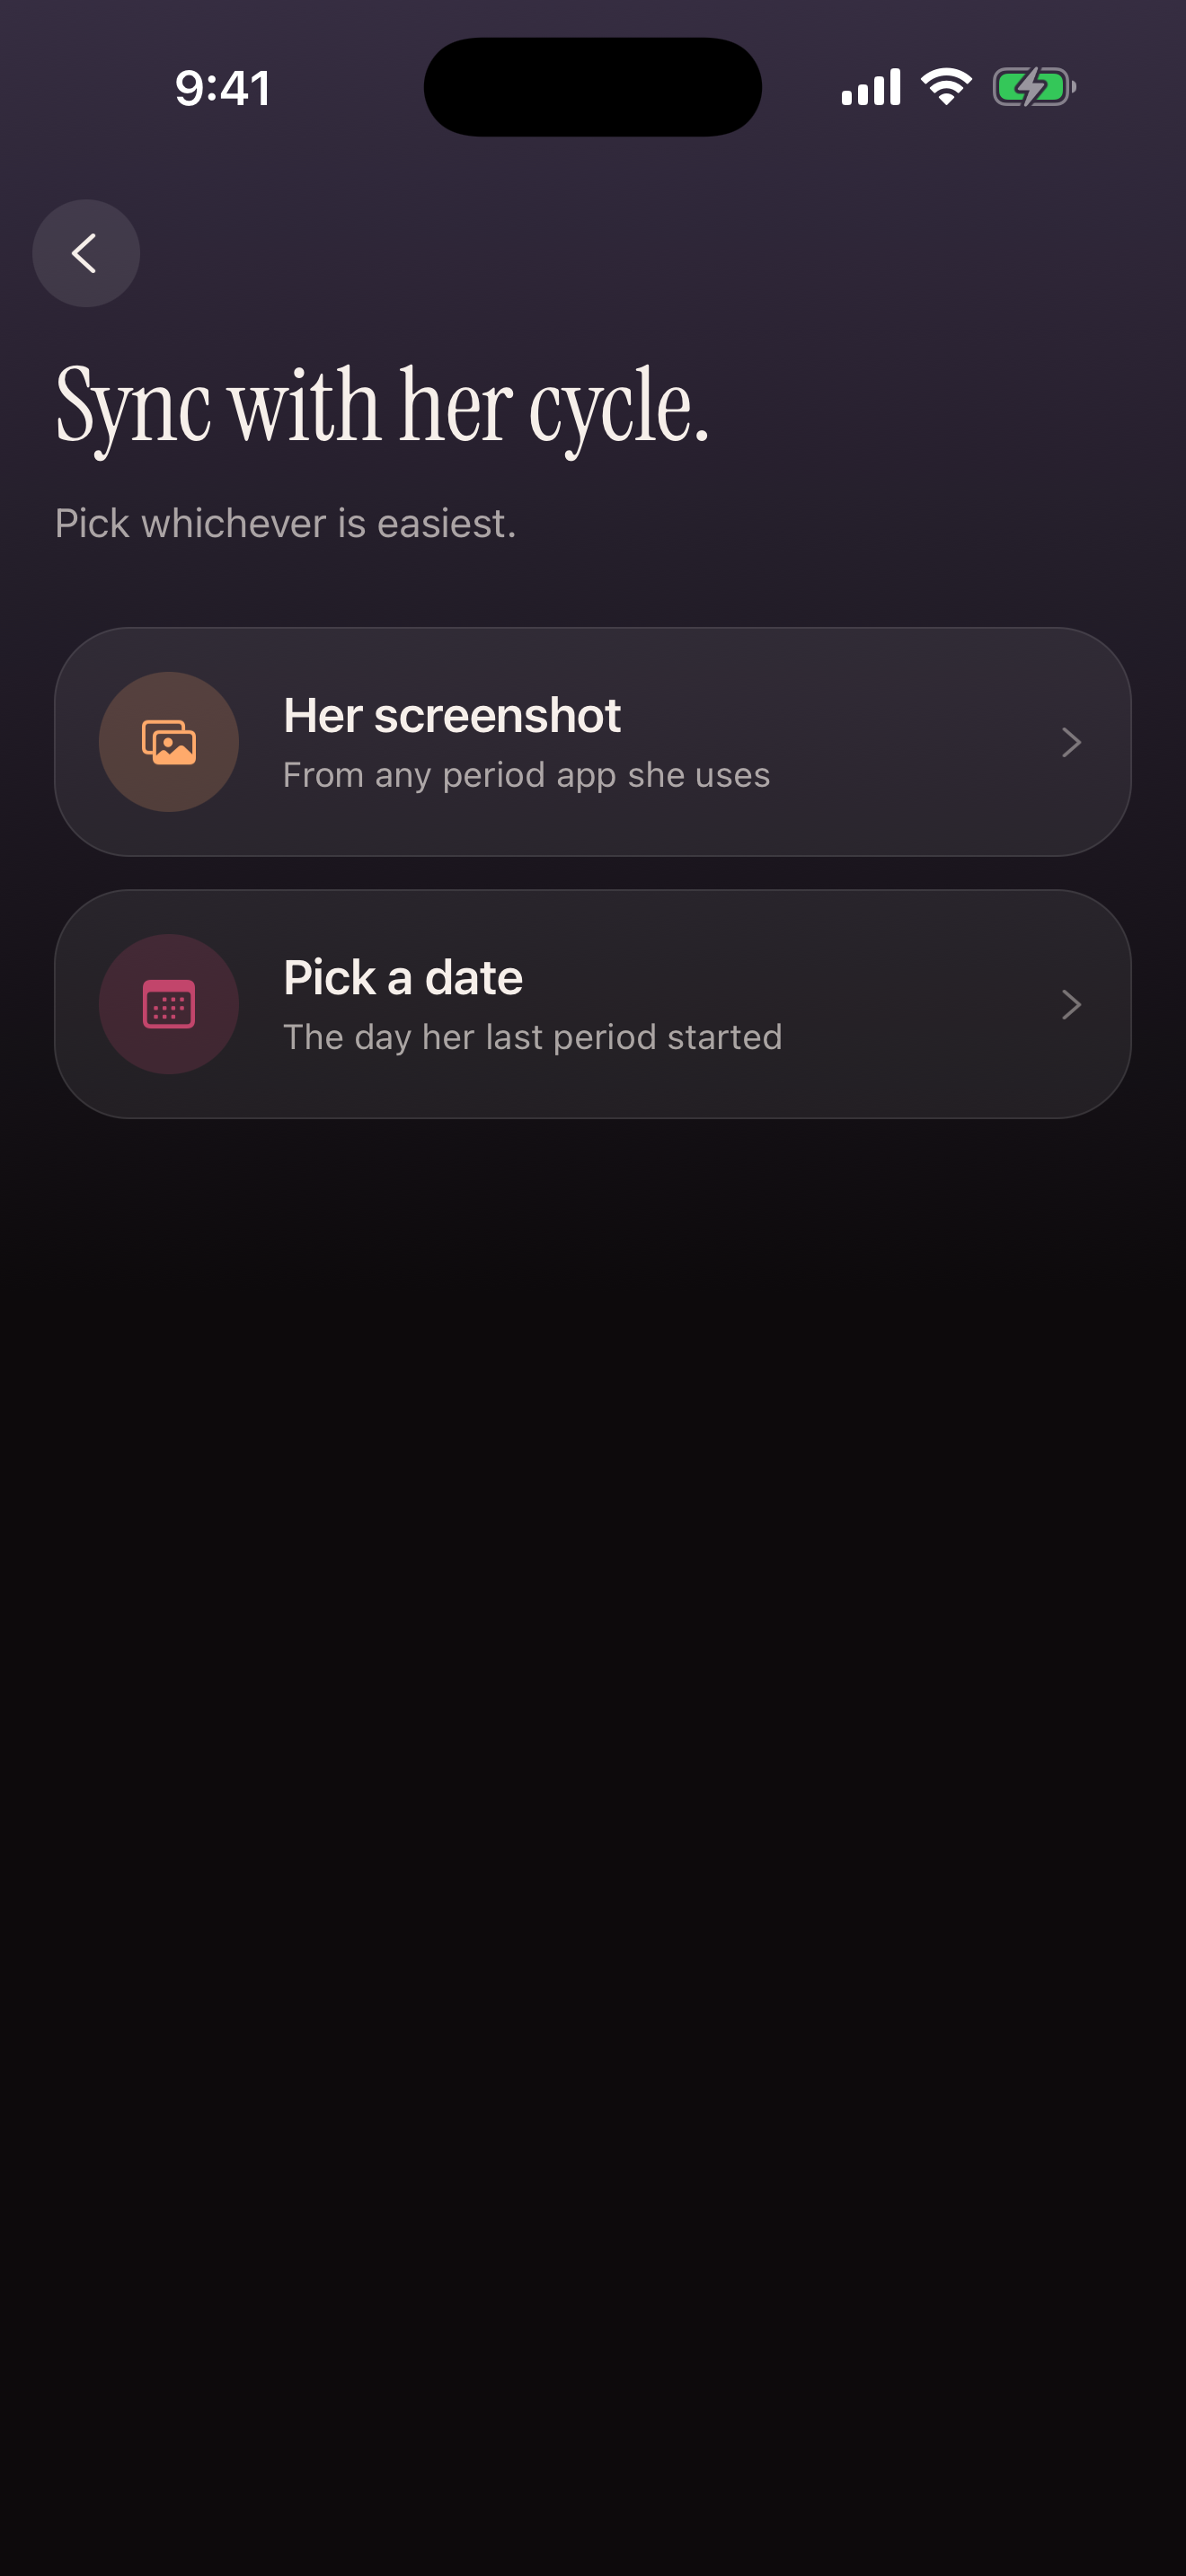 9:41
Sync with her cycle.
Pick whichever is easiest.
Her screenshot
From any period app she uses
Pick a date
The day her last period started